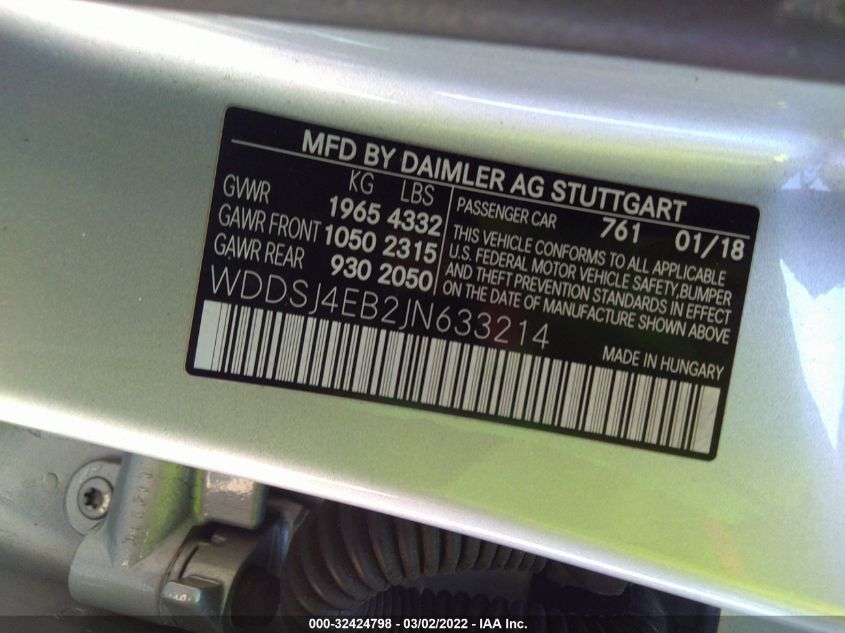 MFD BY DAIMLER AG STUTTGART
KG LBS
GVWR 1965 4332
GAWR FRONT 1050 2315
GAWR REAR 930 2050
PASSENGER CAR 761 01/18
THIS VEHICLE CONFORMS TO ALL APPLICABLE
U.S. FEDERAL MOTOR VEHICLE SAFETY,BUMPER
AND THEFT PREVENTION STANDARDS IN EFFECT
ON THE DATE OF MANUFACTURE SHOWN ABOVE
WDDSJ4EB2JN633214
MADE IN HUNGARY
000-32424798 - 03/02/2022 - IAA Inc.